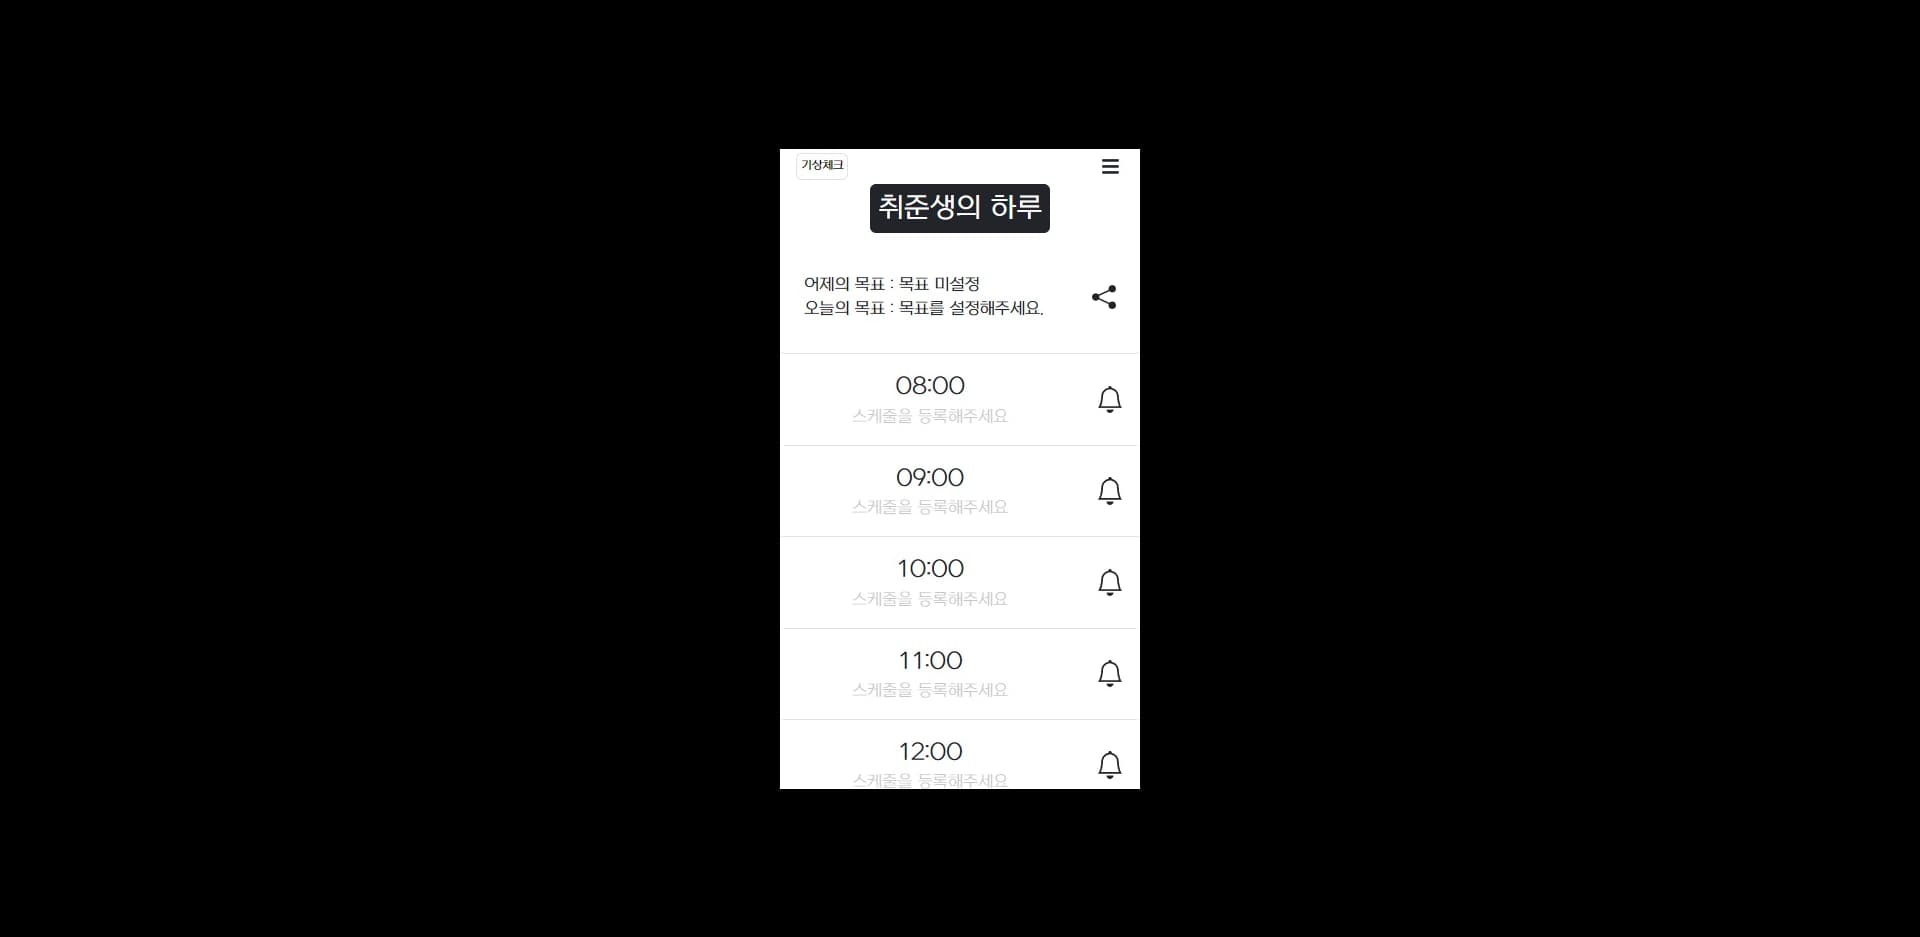 기상체크
취준생의 하루
어제의 목표 : 목표 미설정
오늘의 목표 : 목표를 설정해주세요.
08:00
스케줄을 등록해주세요
09:00
스케줄을 등록해주세요
10:00
스케줄을 등록해주세요
11:00
스케줄을 등록해주세요
12:00
스케줄을 등록해주세요